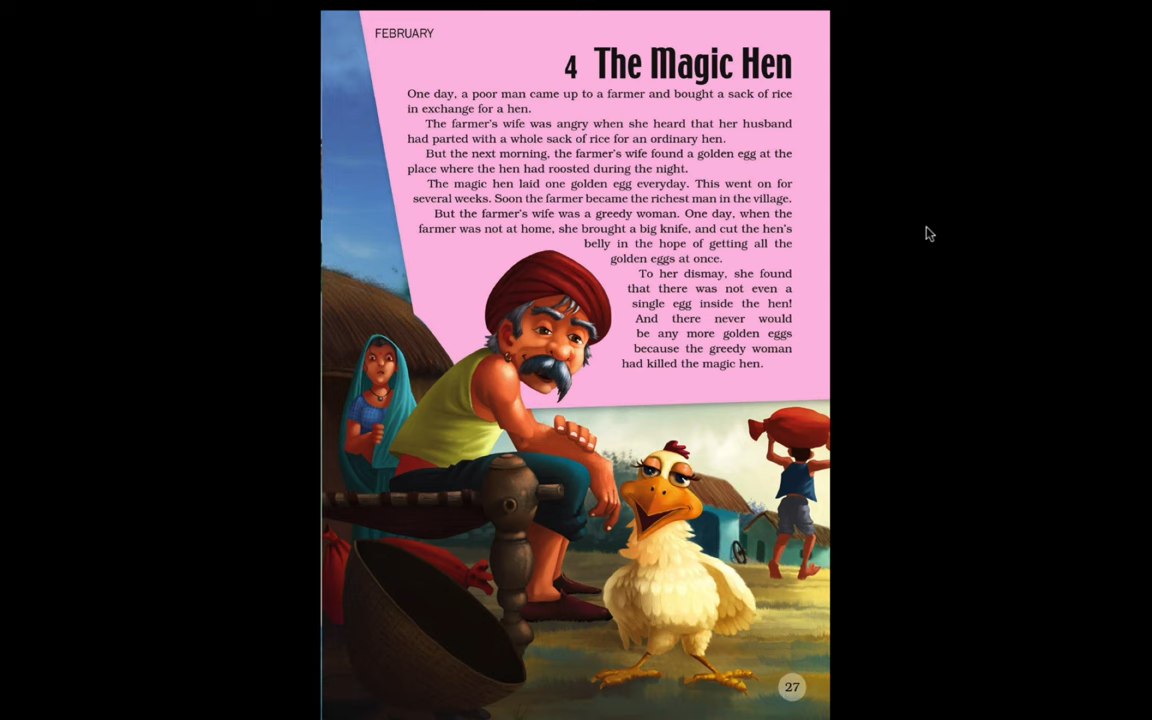 FEBRUARY
4 The Magic Hen
One day, a poor man came up to a farmer and bought a sack of rice
in exchange for a hen.
The farmer's wife was angry when she heard that her husband
had parted with a whole sack of rice for an ordinary hen.
But the next morning, the farmer's wife found a golden egg at the
place where the hen had roosted during the night.
The magic hen laid one golden egg everyday. This went on for
several weeks. Soon the farmer became the richest man in the village.
But the farmer's wife was a greedy woman. One day, when the
farmer was not at home, she brought a big knife, and cut the hen's
belly in the hope of getting all the
golden eggs at once.
To her dismay, she found
that there was not even a
single egg inside the hen!
And there never would
be any more golden eggs
because the greedy woman
had killed the magic hen.
27